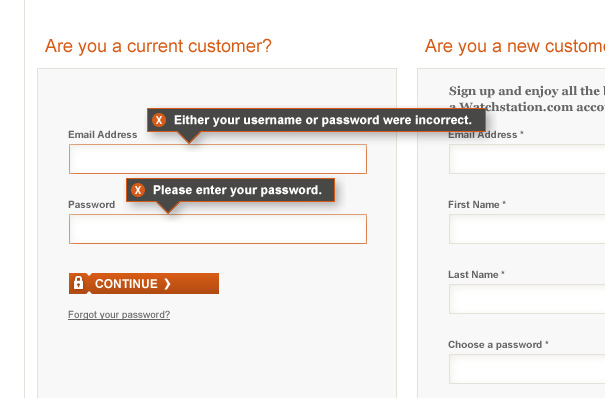 Are you a current customer?
X Either your username or password were incorrect.
Email Address
X Please enter your password.
Password
CONTINUE ❯
Forgot your password?
Are you a new custome
Sign up and enjoy all the
a Watchstation.com acco
Email Address *
First Name *
Last Name *
Choose a password *